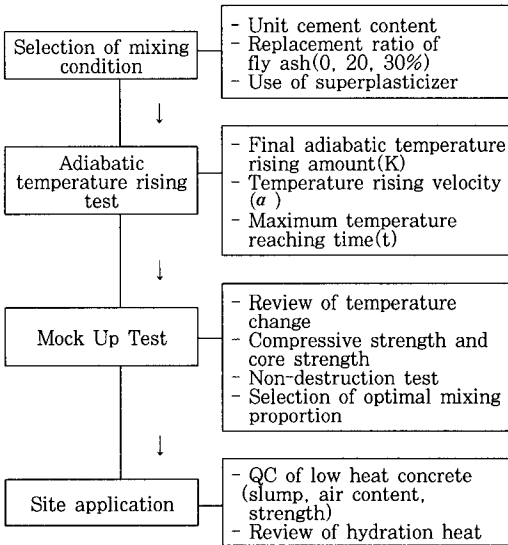 Selection of mixing
condition
- Unit cement content
- Replacement ratio of
fly ash(0, 20, 30%)
- Use of superplasticizer
↓
Adiabatic
temperature rising
test
- Final adiabatic temperature
rising amount(K)
- Temperature rising velocity
(a )
- Maximum temperature
reaching time(t)
↓
Mock Up Test
- Review of temperature
change
- Compressive strength and
core strength
- Non-destruction test
- Selection of optimal mixing
proportion
↓
Site application
- QC of low heat concrete
(slump, air content,
strength)
- Review of hydration heat